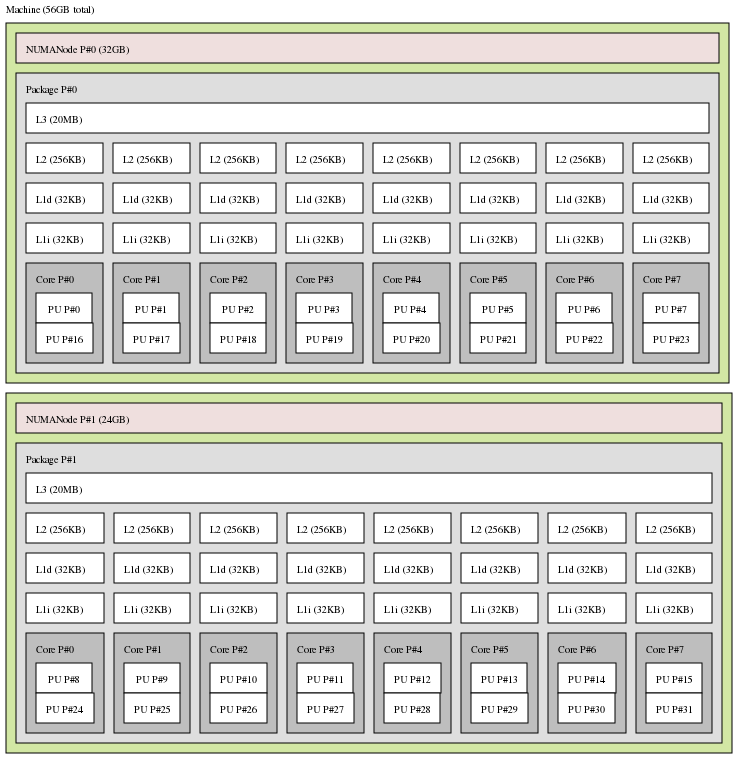 Machine (56GB total)
NUMANode P#0 (32GB)
Package P#0
L3 (20MB)
L2 (256KB) L2 (256KB) L2 (256KB) L2 (256KB) L2 (256KB) L2 (256KB) L2 (256KB) L2 (256KB)
L1d (32KB) L1d (32KB) L1d (32KB) L1d (32KB) L1d (32KB) L1d (32KB) L1d (32KB) L1d (32KB)
L1i (32KB) L1i (32KB) L1i (32KB) L1i (32KB) L1i (32KB) L1i (32KB) L1i (32KB) L1i (32KB)
Core P#0 Core P#1 Core P#2 Core P#3 Core P#4 Core P#5 Core P#6 Core P#7
PU P#0 PU P#1 PU P#2 PU P#3 PU P#4 PU P#5 PU P#6 PU P#7
PU P#16 PU P#17 PU P#18 PU P#19 PU P#20 PU P#21 PU P#22 PU P#23
NUMANode P#1 (24GB)
Package P#1
L3 (20MB)
L2 (256KB) L2 (256KB) L2 (256KB) L2 (256KB) L2 (256KB) L2 (256KB) L2 (256KB) L2 (256KB)
L1d (32KB) L1d (32KB) L1d (32KB) L1d (32KB) L1d (32KB) L1d (32KB) L1d (32KB) L1d (32KB)
L1i (32KB) L1i (32KB) L1i (32KB) L1i (32KB) L1i (32KB) L1i (32KB) L1i (32KB) L1i (32KB)
Core P#0 Core P#1 Core P#2 Core P#3 Core P#4 Core P#5 Core P#6 Core P#7
PU P#8 PU P#9 PU P#10 PU P#11 PU P#12 PU P#13 PU P#14 PU P#15
PU P#24 PU P#25 PU P#26 PU P#27 PU P#28 PU P#29 PU P#30 PU P#31